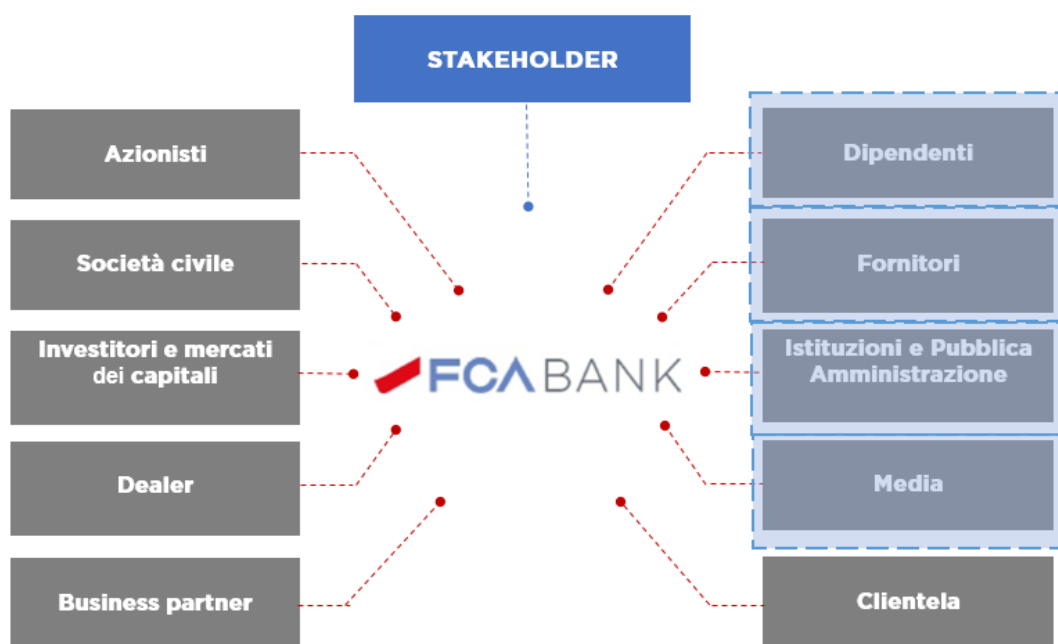 STAKEHOLDER
Azionisti
Società civile
Investitori e mercati
dei capitali
Dealer
Business partner
FCA BANK
Dipendenti
Fornitori
Istituzioni e Pubblica
Amministrazione
Media
Clientela